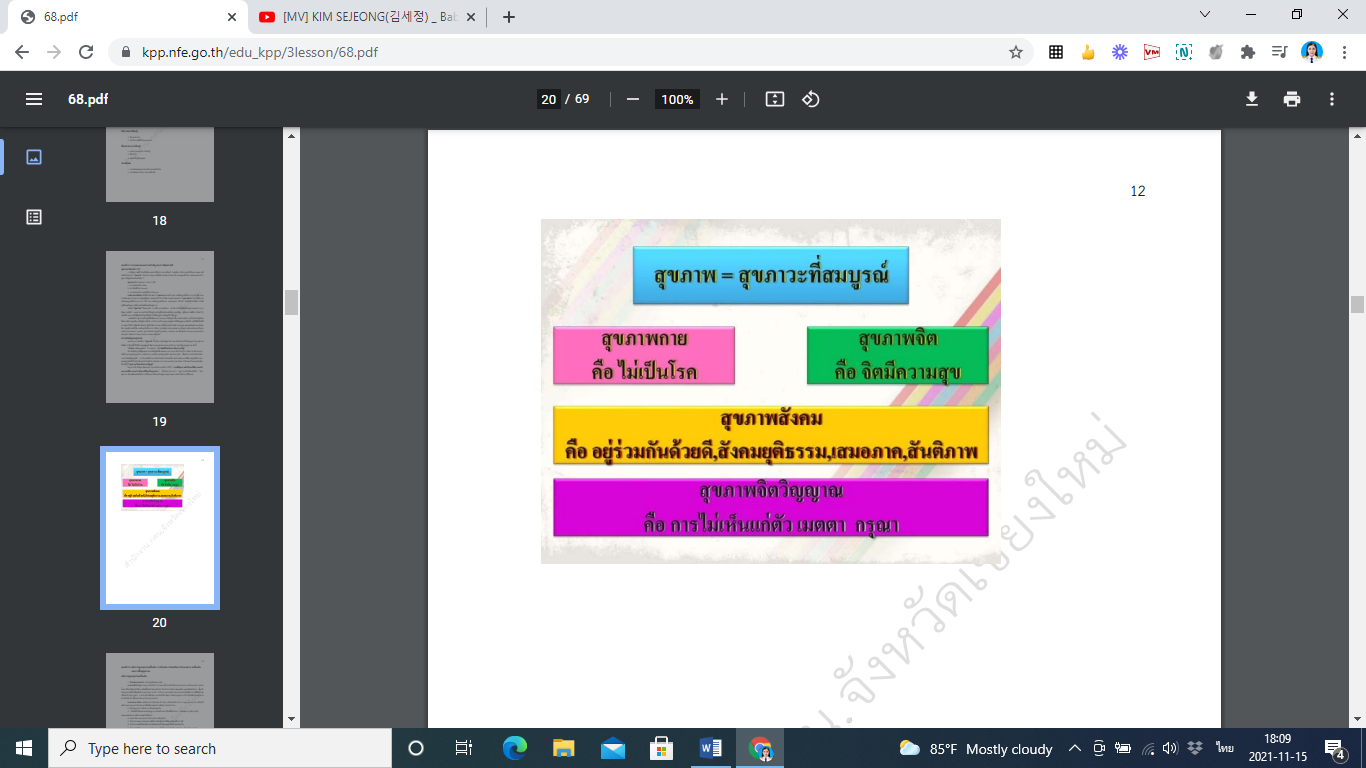 68.pdf
[MV] KIM SEJEONG(김세정) _ Bab
kpp.nfe.go.th/edu_kpp/3lesson/68.pdf
68.pdf
20 / 69
100%
18
19
20
12
สุขภาพ = สุขภาวะที่สมบูรณ์
สุขภาพกาย
คือ ไม่เป็นโรค
สุขภาพจิต
คือ จิตมีความสุข
สุขภาพสังคม
คือ อยู่ร่วมกันด้วยดี,สังคมยุติธรรม,เสมอภาค,สันติภาพ
สุขภาพจิตวิญญาณ
คือ การไม่เห็นแก่ตัว เมตตา กรุณา
น.จังหวัดเชียงใหม่
Type here to search
85°F Mostly cloudy
ไทย
18:09
2021-11-15
4